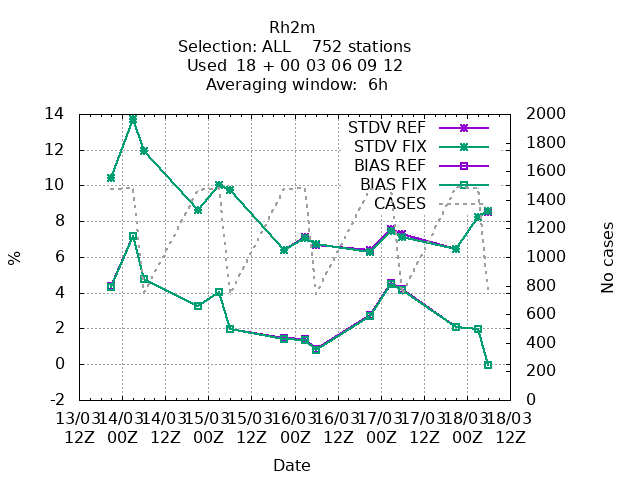 Rh2m
Selection: ALL    752 stations
Used  18 + 00 03 06 09 12
Averaging window:  6h
STDV REF
STDV FIX
BIAS REF
BIAS FIX
CASES
14
12
10
8
6
4
2
0
-2
%
2000
1800
1600
1400
1200
1000
800
600
400
200
0
No cases
13/03 14/03 14/03 15/03 15/03 16/03 16/03 17/03 17/03 18/03 18/03
12Z 00Z 12Z 00Z 12Z 00Z 12Z 00Z 12Z 00Z 12Z
Date